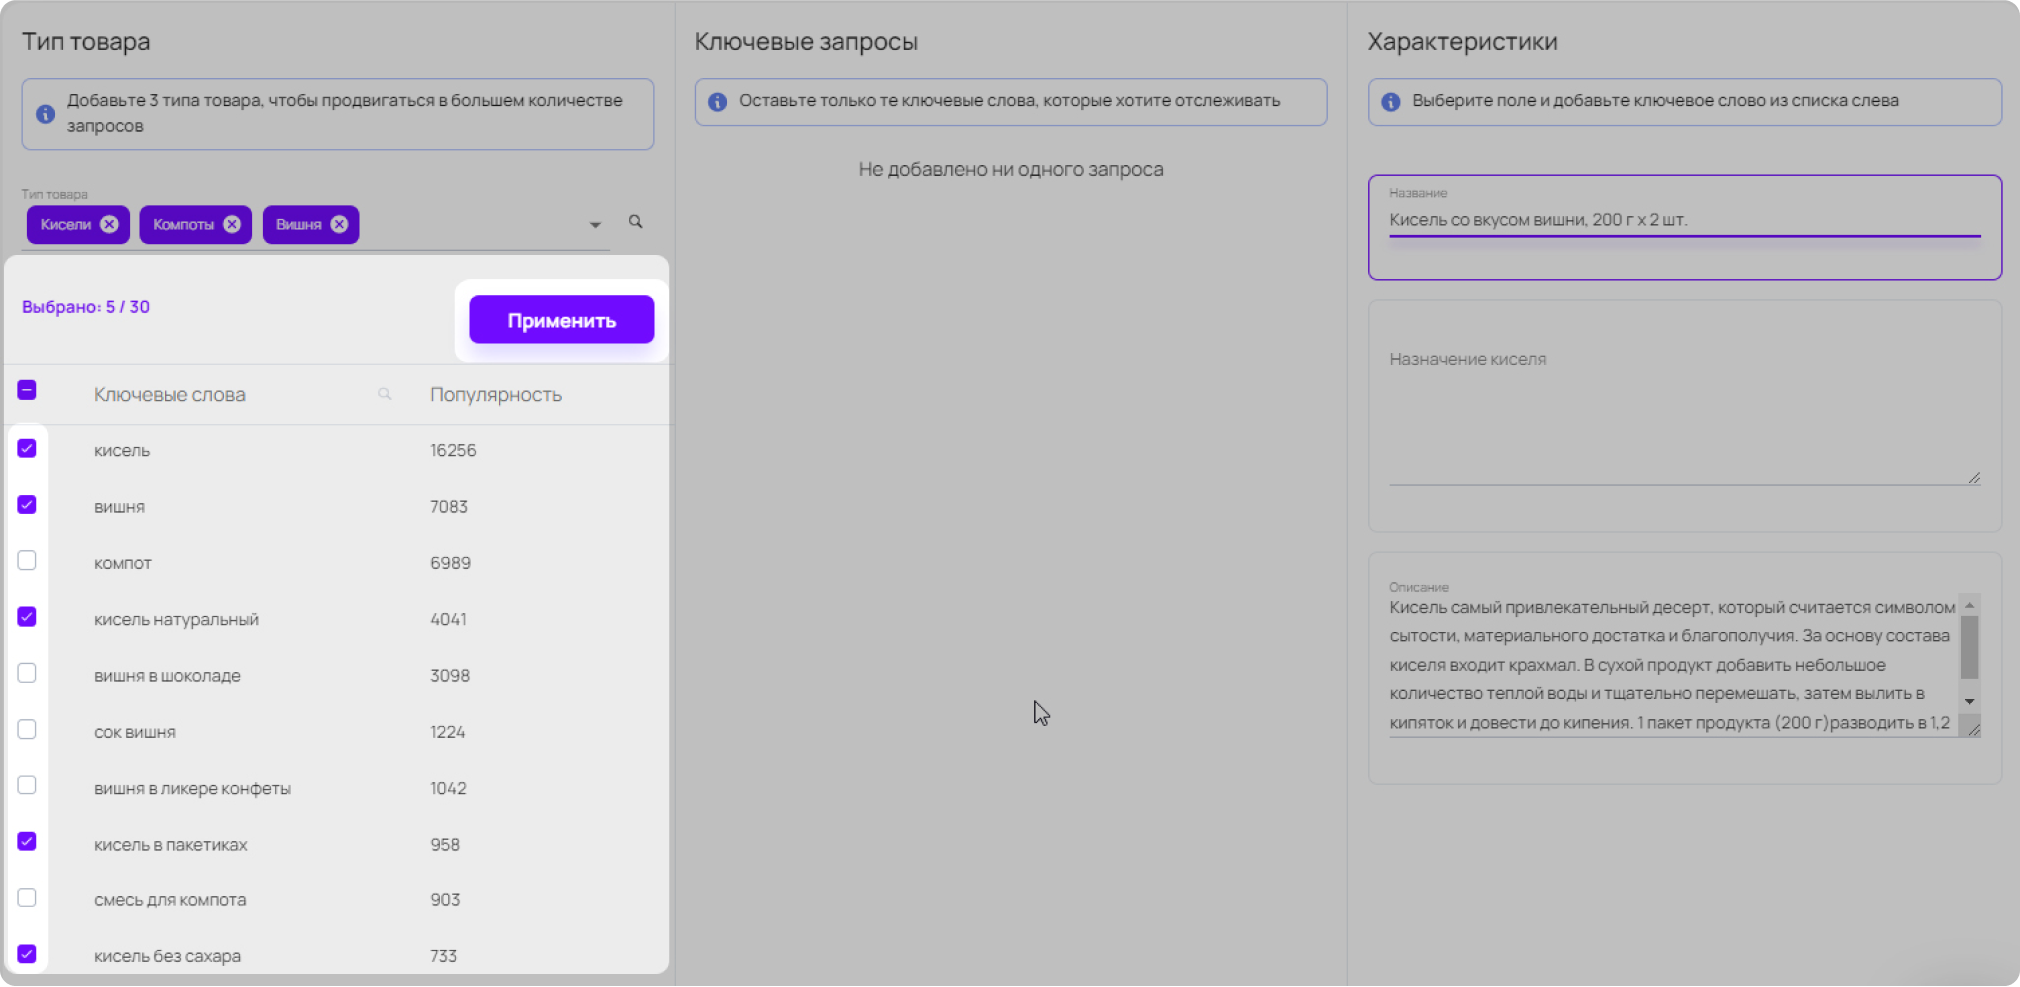 Тип товара
Добавьте 3 типа товара, чтобы продвигаться в большем количестве
запросов
Тип товара
Кисели Компоты Вишня
Выбрано: 5 / 30
Применить
Ключевые слова Популярность
кисель 16256
вишня 7083
компот 6989
кисель натуральный 4041
вишня в шоколаде 3098
сок вишня 1224
вишня в ликере конфеты 1042
кисель в пакетиках 958
смесь для компота 903
кисель без сахара 733
Ключевые запросы
Оставьте только те ключевые слова, которые хотите отслеживать
Не добавлено ни одного запроса
Характеристики
Выберите поле и добавьте ключевое слово из списка слева
Название
Кисель со вкусом вишни, 200 г х 2 шт.
Назначение киселя
Описание
Кисель самый привлекательный десерт, который считается символом
сытости, материального достатка и благополучия. За основу состава
киселя входит крахмал. В сухой продукт добавить небольшое
количество теплой воды и тщательно перемешать, затем вылить в
кипяток и довести до кипения. 1 пакет продукта (200 г)разводить в 1,2